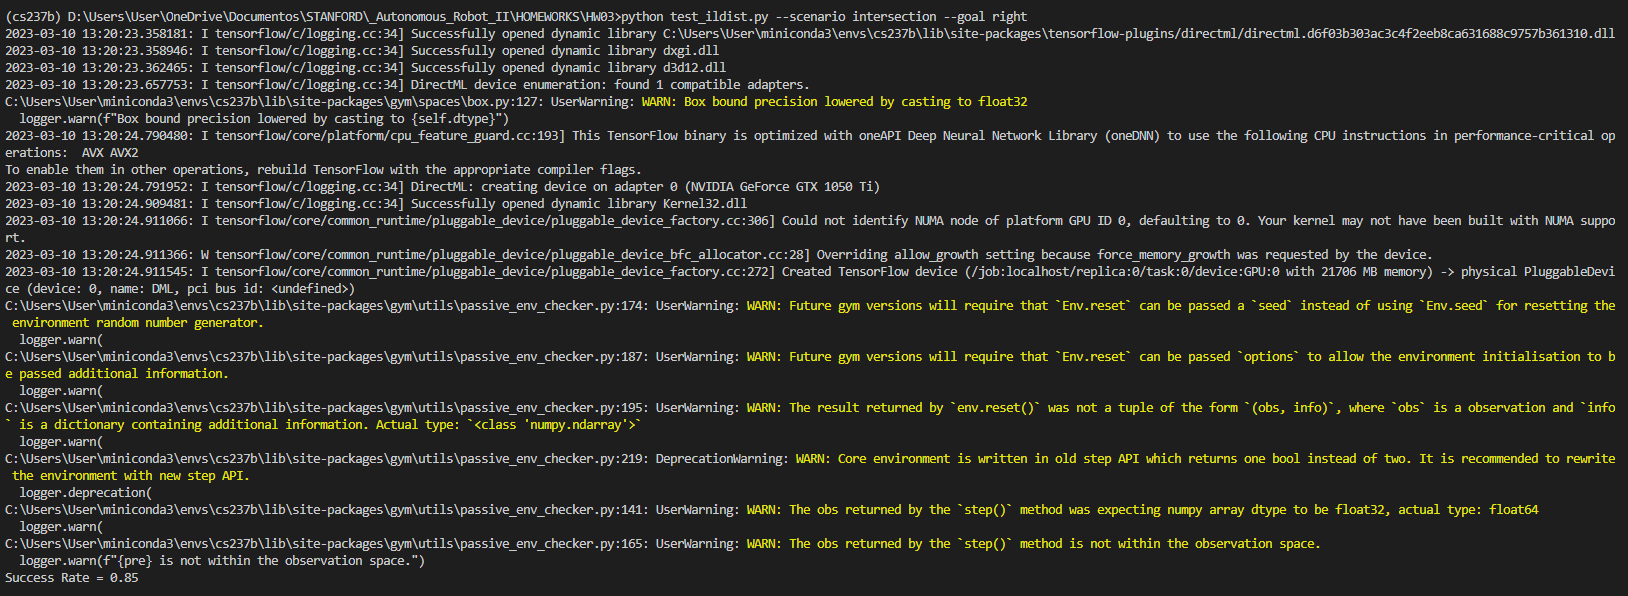 (cs237b) D:\Users\User\OneDrive\Documentos\STANFORD\_Autonomous_Robot_II\HOMEWORKS\HW03>python test_ildist.py --scenario intersection --goal right
2023-03-10 13:20:23.358181: I tensorflow/c/logging.cc:34] Successfully opened dynamic library C:\Users\User\miniconda3\envs\cs237b\lib\site-packages\tensorflow-plugins/directml/directml.d6f03b303ac3c4f2eeb8ca631688c9757b361310.dll
2023-03-10 13:20:23.358946: I tensorflow/c/logging.cc:34] Successfully opened dynamic library dxgi.dll
2023-03-10 13:20:23.362465: I tensorflow/c/logging.cc:34] Successfully opened dynamic library d3d12.dll
2023-03-10 13:20:23.657753: I tensorflow/c/logging.cc:34] DirectML device enumeration: found 1 compatible adapters.
C:\Users\User\miniconda3\envs\cs237b\lib\site-packages\gym\spaces\box.py:127: UserWarning: WARN: Box bound precision lowered by casting to float32
  logger.warn(f"Box bound precision lowered by casting to {self.dtype}")
2023-03-10 13:20:24.790480: I tensorflow/core/platform/cpu_feature_guard.cc:193] This TensorFlow binary is optimized with oneAPI Deep Neural Network Library (oneDNN) to use the following CPU instructions in performance-critical op
erations:  AVX AVX2
To enable them in other operations, rebuild TensorFlow with the appropriate compiler flags.
2023-03-10 13:20:24.791952: I tensorflow/c/logging.cc:34] DirectML: creating device on adapter 0 (NVIDIA GeForce GTX 1050 Ti)
2023-03-10 13:20:24.909481: I tensorflow/c/logging.cc:34] Successfully opened dynamic library Kernel32.dll
2023-03-10 13:20:24.911066: I tensorflow/core/common_runtime/pluggable_device/pluggable_device_factory.cc:306] Could not identify NUMA node of platform GPU ID 0, defaulting to 0. Your kernel may not have been built with NUMA suppo
rt.
2023-03-10 13:20:24.911366: W tensorflow/core/common_runtime/pluggable_device/pluggable_device_bfc_allocator.cc:28] Overriding allow_growth setting because force_memory_growth was requested by the device.
2023-03-10 13:20:24.911545: I tensorflow/core/common_runtime/pluggable_device/pluggable_device_factory.cc:272] Created TensorFlow device (/job:localhost/replica:0/task:0/device:GPU:0 with 21706 MB memory) -> physical PluggableDevi
ce (device: 0, name: DML, pci bus id: <undefined>)
C:\Users\User\miniconda3\envs\cs237b\lib\site-packages\gym\utils\passive_env_checker.py:174: UserWarning: WARN: Future gym versions will require that `Env.reset` can be passed a `seed` instead of using `Env.seed` for resetting the
 environment random number generator.
  logger.warn(
C:\Users\User\miniconda3\envs\cs237b\lib\site-packages\gym\utils\passive_env_checker.py:187: UserWarning: WARN: Future gym versions will require that `Env.reset` can be passed `options` to allow the environment initialisation to b
e passed additional information.
  logger.warn(
C:\Users\User\miniconda3\envs\cs237b\lib\site-packages\gym\utils\passive_env_checker.py:195: UserWarning: WARN: The result returned by `env.reset()` was not a tuple of the form `(obs, info)`, where `obs` is a observation and `info
` is a dictionary containing additional information. Actual type: `<class 'numpy.ndarray'>`
  logger.warn(
C:\Users\User\miniconda3\envs\cs237b\lib\site-packages\gym\utils\passive_env_checker.py:219: DeprecationWarning: WARN: Core environment is written in old step API which returns one bool instead of two. It is recommended to rewrite
 the environment with new step API.
  logger.deprecation(
C:\Users\User\miniconda3\envs\cs237b\lib\site-packages\gym\utils\passive_env_checker.py:141: UserWarning: WARN: The obs returned by the `step()` method was expecting numpy array dtype to be float32, actual type: float64
  logger.warn(
C:\Users\User\miniconda3\envs\cs237b\lib\site-packages\gym\utils\passive_env_checker.py:165: UserWarning: WARN: The obs returned by the `step()` method is not within the observation space.
  logger.warn(f"{pre} is not within the observation space.")
Success Rate = 0.85